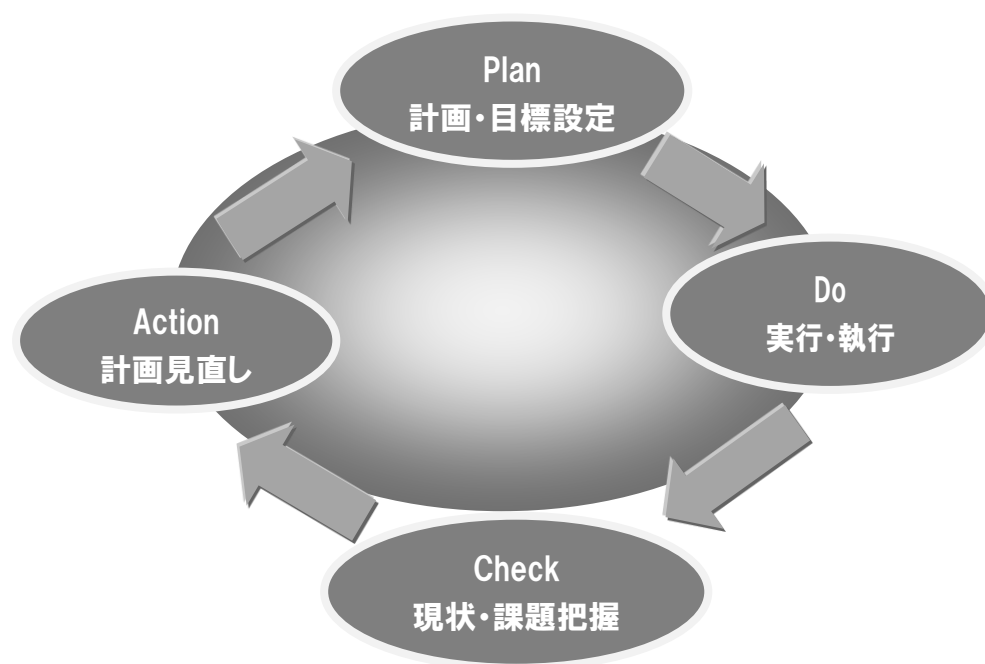 Plan
計画・目標設定
Do
実行・執行
Check
現状・課題把握
Action
計画見直し